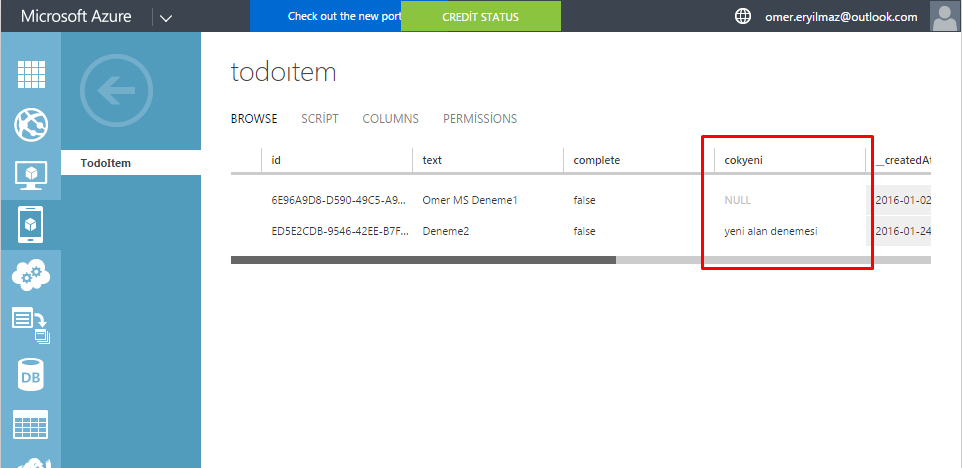 Microsoft Azure
Check out the new port
CREDİT STATUS
omer.eryilmaz@outlook.com
todoıtem
BROWSE SCRİPT COLUMNS PERMİSSİONS
TodoItem
id text complete cokyeni __createdAt
6E96A9D8-D590-49C5-A9... Omer MS Deneme1 false NULL 2016-01-02
ED5E2CDB-9546-42EE-B7F... Deneme2 false yeni alan denemesi 2016-01-24
DB